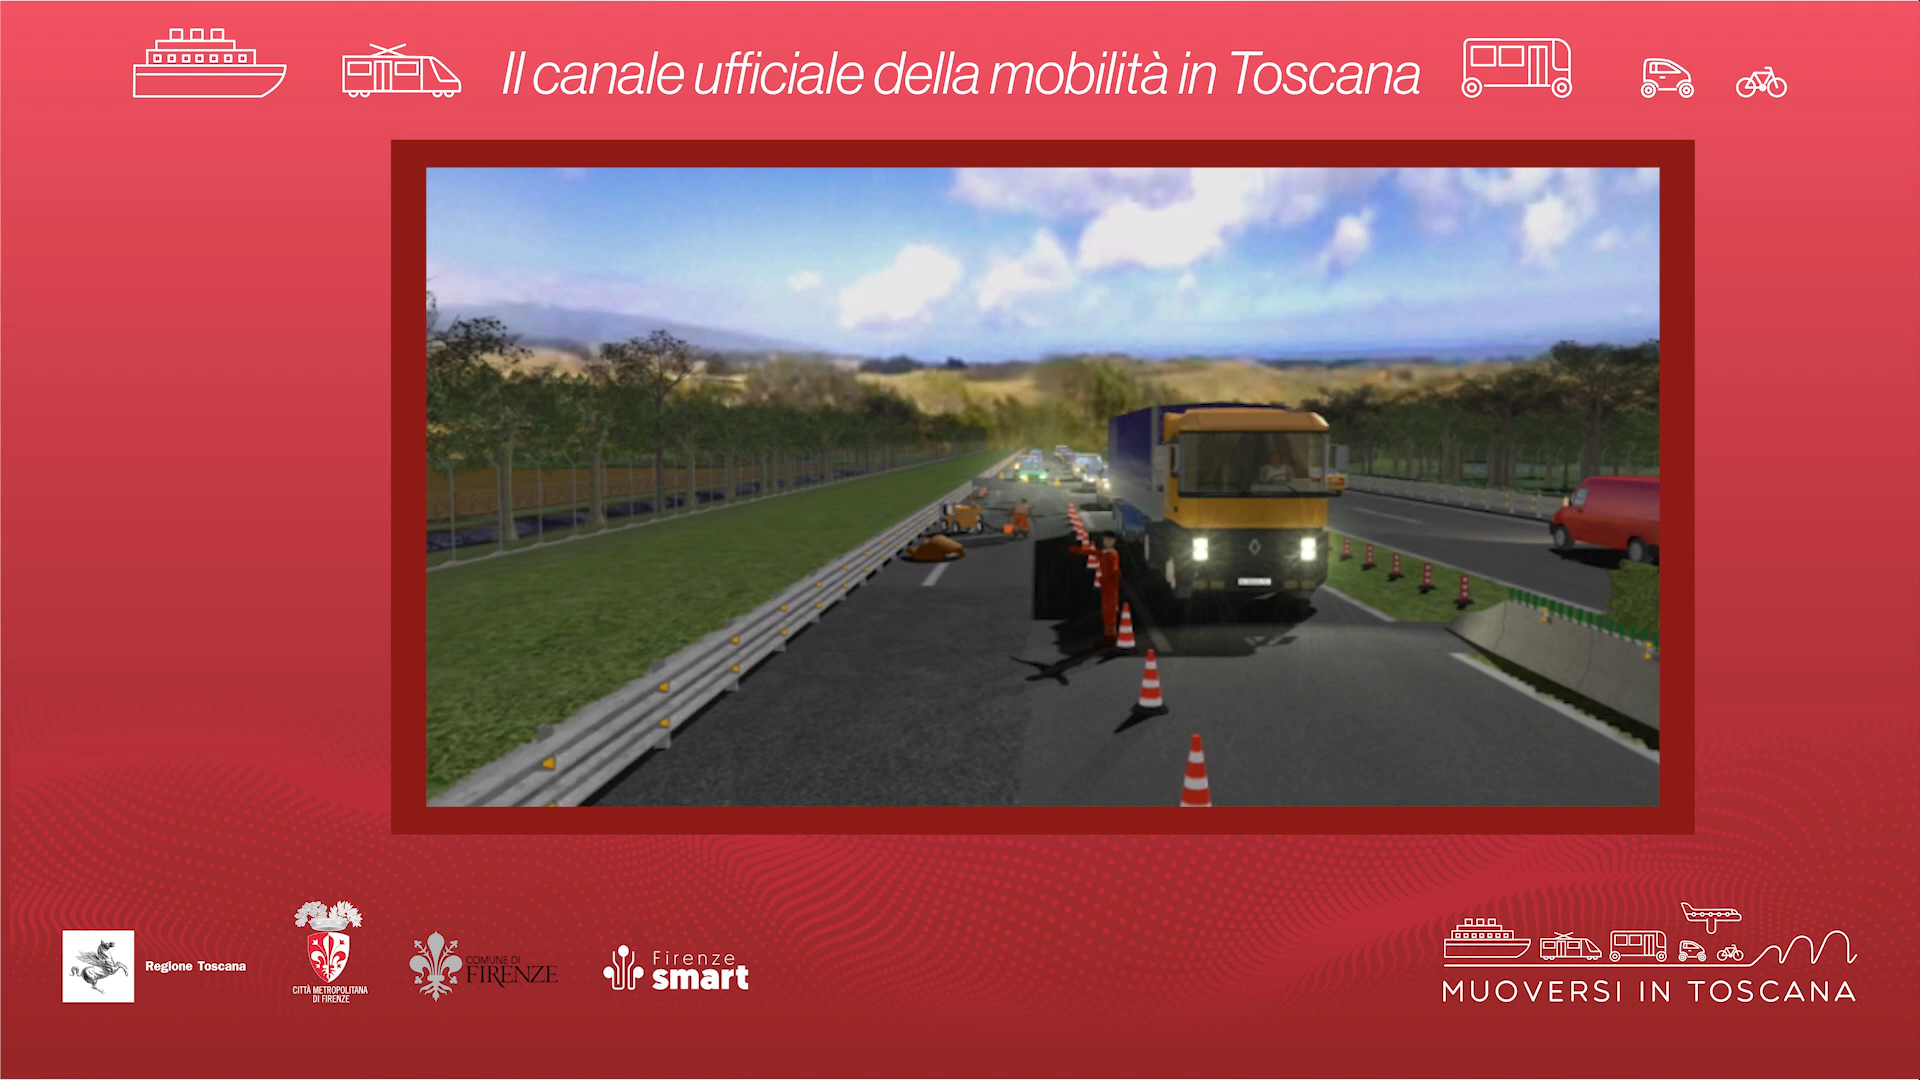 Il canale ufficiale della mobilità in Toscana
Regione Toscana
CITTÀ METROPOLITANA
DI FIRENZE
COMUNE DI
FIRENZE
Firenze
smart
MUOVERSI IN TOSCANA